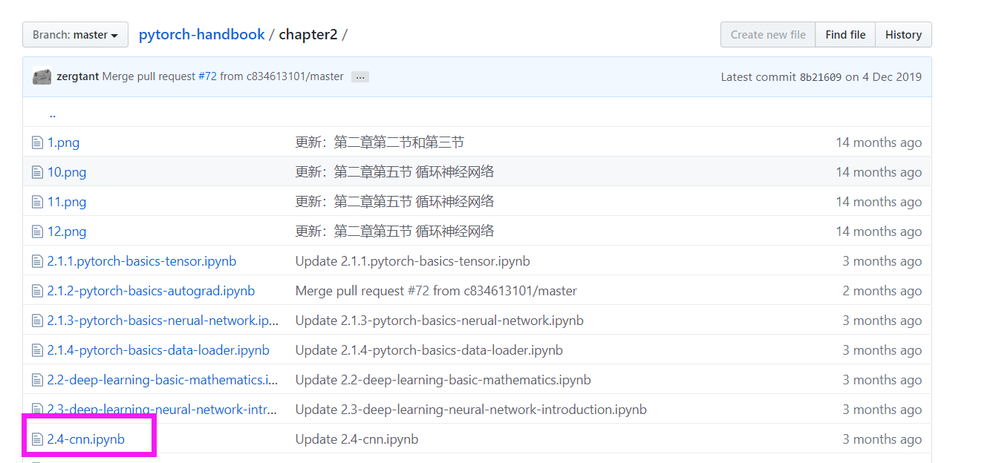 Branch: master pytorch-handbook / chapter2 / Create new file Find file History
zergtant Merge pull request #72 from c834613101/master ... Latest commit 8b21609 on 4 Dec 2019
..
1.png 更新：第二章第二节和第三节 14 months ago
10.png 更新：第二章第五节 循环神经网络 14 months ago
11.png 更新：第二章第五节 循环神经网络 14 months ago
12.png 更新：第二章第五节 循环神经网络 14 months ago
2.1.1.pytorch-basics-tensor.ipynb Update 2.1.1.pytorch-basics-tensor.ipynb 3 months ago
2.1.2-pytorch-basics-autograd.ipynb Merge pull request #72 from c834613101/master 2 months ago
2.1.3-pytorch-basics-nerual-network.ip... Update 2.1.3-pytorch-basics-nerual-network.ipynb 3 months ago
2.1.4-pytorch-basics-data-loader.ipynb Update 2.1.4-pytorch-basics-data-loader.ipynb 3 months ago
2.2-deep-learning-basic-mathematics.i... Update 2.2-deep-learning-basic-mathematics.ipynb 3 months ago
2.3-deep-learning-neural-network-intr... Update 2.3-deep-learning-neural-network-introduction.ipynb 3 months ago
2.4-cnn.ipynb Update 2.4-cnn.ipynb 3 months ago